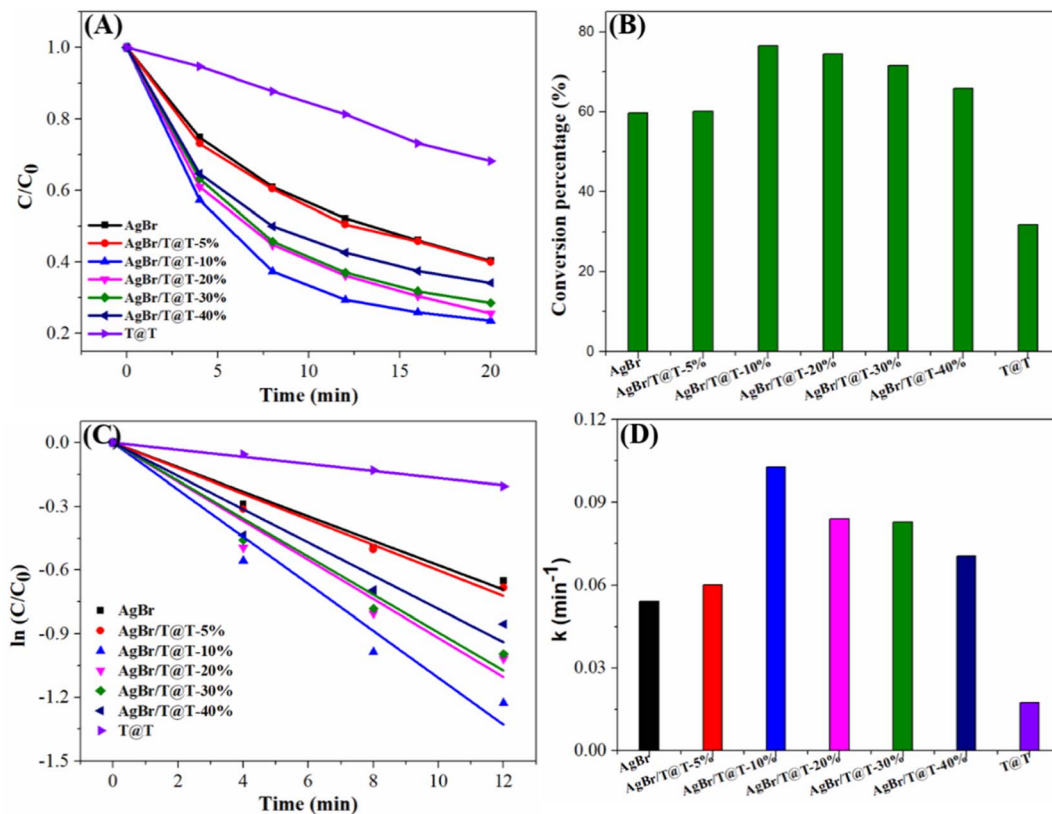 (A)
1.0
0.8
0.6
0.4
0.2
C/C0
AgBr
AgBr/T@T-5%
AgBr/T@T-10%
AgBr/T@T-20%
AgBr/T@T-30%
AgBr/T@T-40%
T@T
0 5 10 15 20
Time (min)
(B)
80
60
40
20
0
Conversion percentage (%)
AgBr
AgBr/T@T-5%
AgBr/T@T-10%
AgBr/T@T-20%
AgBr/T@T-30%
AgBr/T@T-40%
T@T
(C)
0.0
-0.3
-0.6
-0.9
-1.2
-1.5
ln (C/C0)
AgBr
AgBr/T@T-5%
AgBr/T@T-10%
AgBr/T@T-20%
AgBr/T@T-30%
AgBr/T@T-40%
T@T
0 2 4 6 8 10 12
Time (min)
(D)
0.12
0.09
0.06
0.03
0.00
k (min-1)
AgBr
AgBr/T@T-5%
AgBr/T@T-10%
AgBr/T@T-20%
AgBr/T@T-30%
AgBr/T@T-40%
T@T